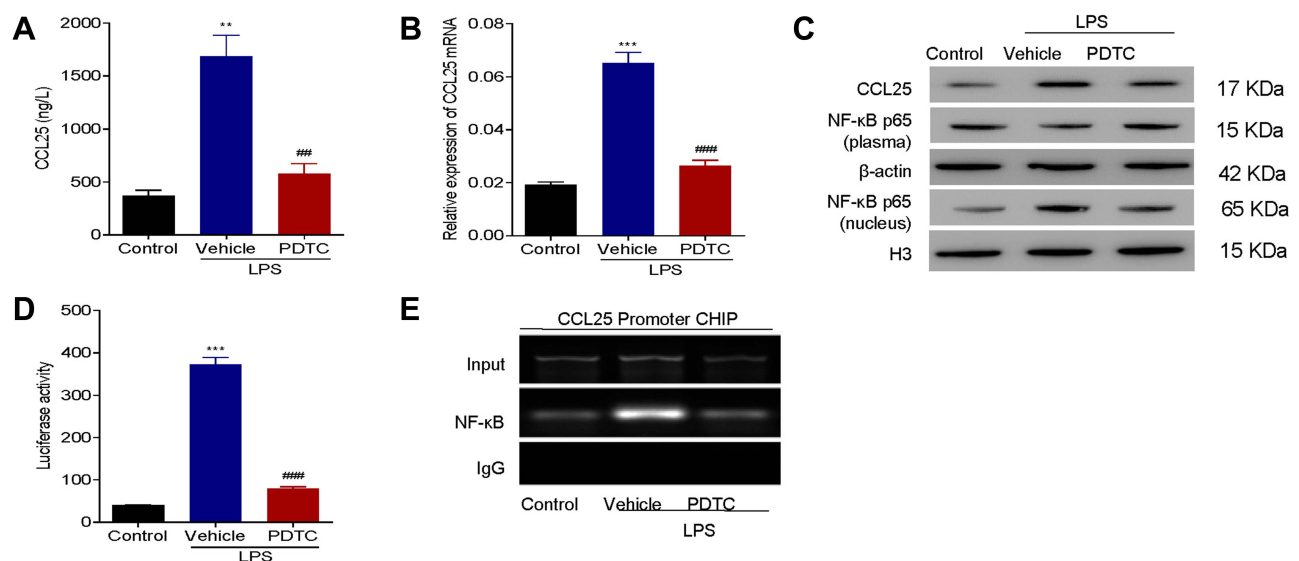 A
CCL25 (ng/L)
2000
1500
1000
500
0
**
##
Control Vehicle PDTC
LPS
B
Relative expression of CCL25 mRNA
0.08
0.06
0.04
0.02
0.00
***
###
Control Vehicle PDTC
LPS
C
LPS
Control Vehicle PDTC
CCL25 17 KDa
NF-κB p65 15 KDa
(plasma)
β-actin 42 KDa
NF-κB p65 65 KDa
(nucleus)
H3 15 KDa
D
Luciferase activity
500
400
300
200
100
0
***
###
Control Vehicle PDTC
LPS
E
CCL25 Promoter CHIP
Input
NF-κB
IgG
Control Vehicle PDTC
LPS